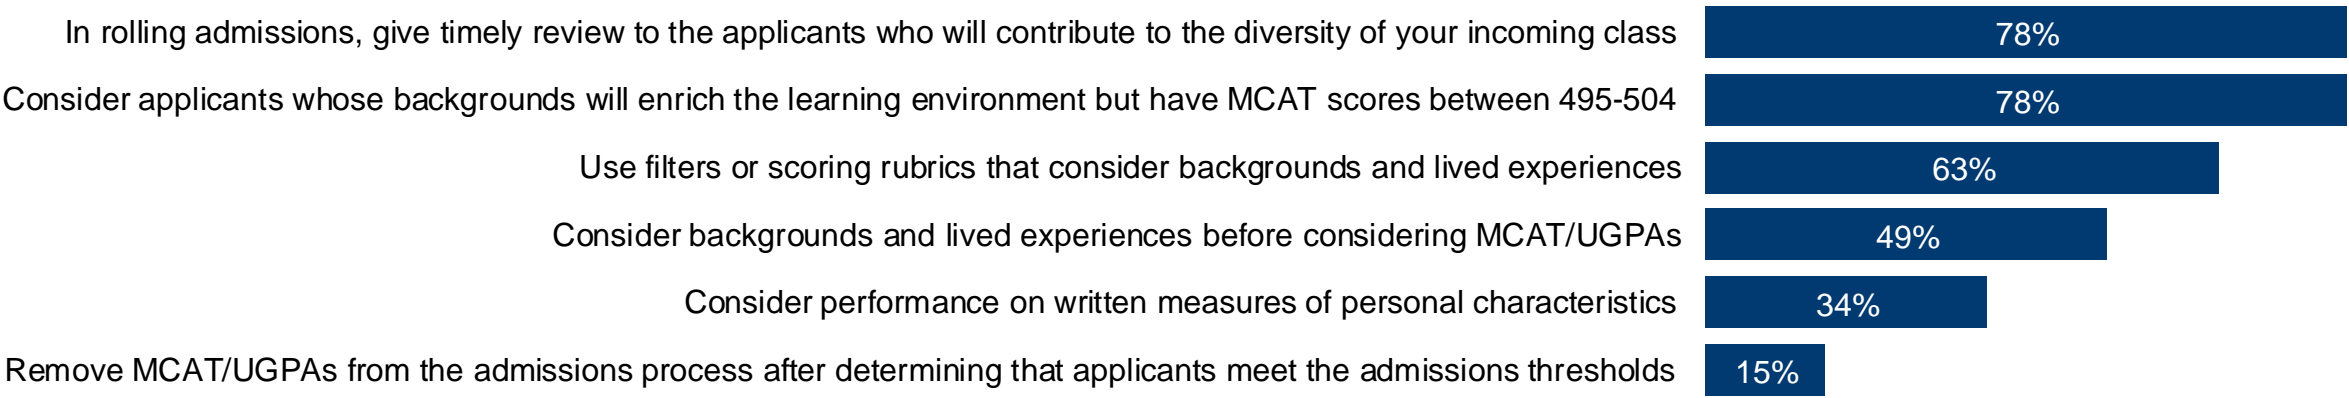 In rolling admissions, give timely review to the applicants who will contribute to the diversity of your incoming class 78%
Consider applicants whose backgrounds will enrich the learning environment but have MCAT scores between 495-504 78%
Use filters or scoring rubrics that consider backgrounds and lived experiences 63%
Consider backgrounds and lived experiences before considering MCAT/UGPAs 49%
Consider performance on written measures of personal characteristics 34%
Remove MCAT/UGPAs from the admissions process after determining that applicants meet the admissions thresholds 15%